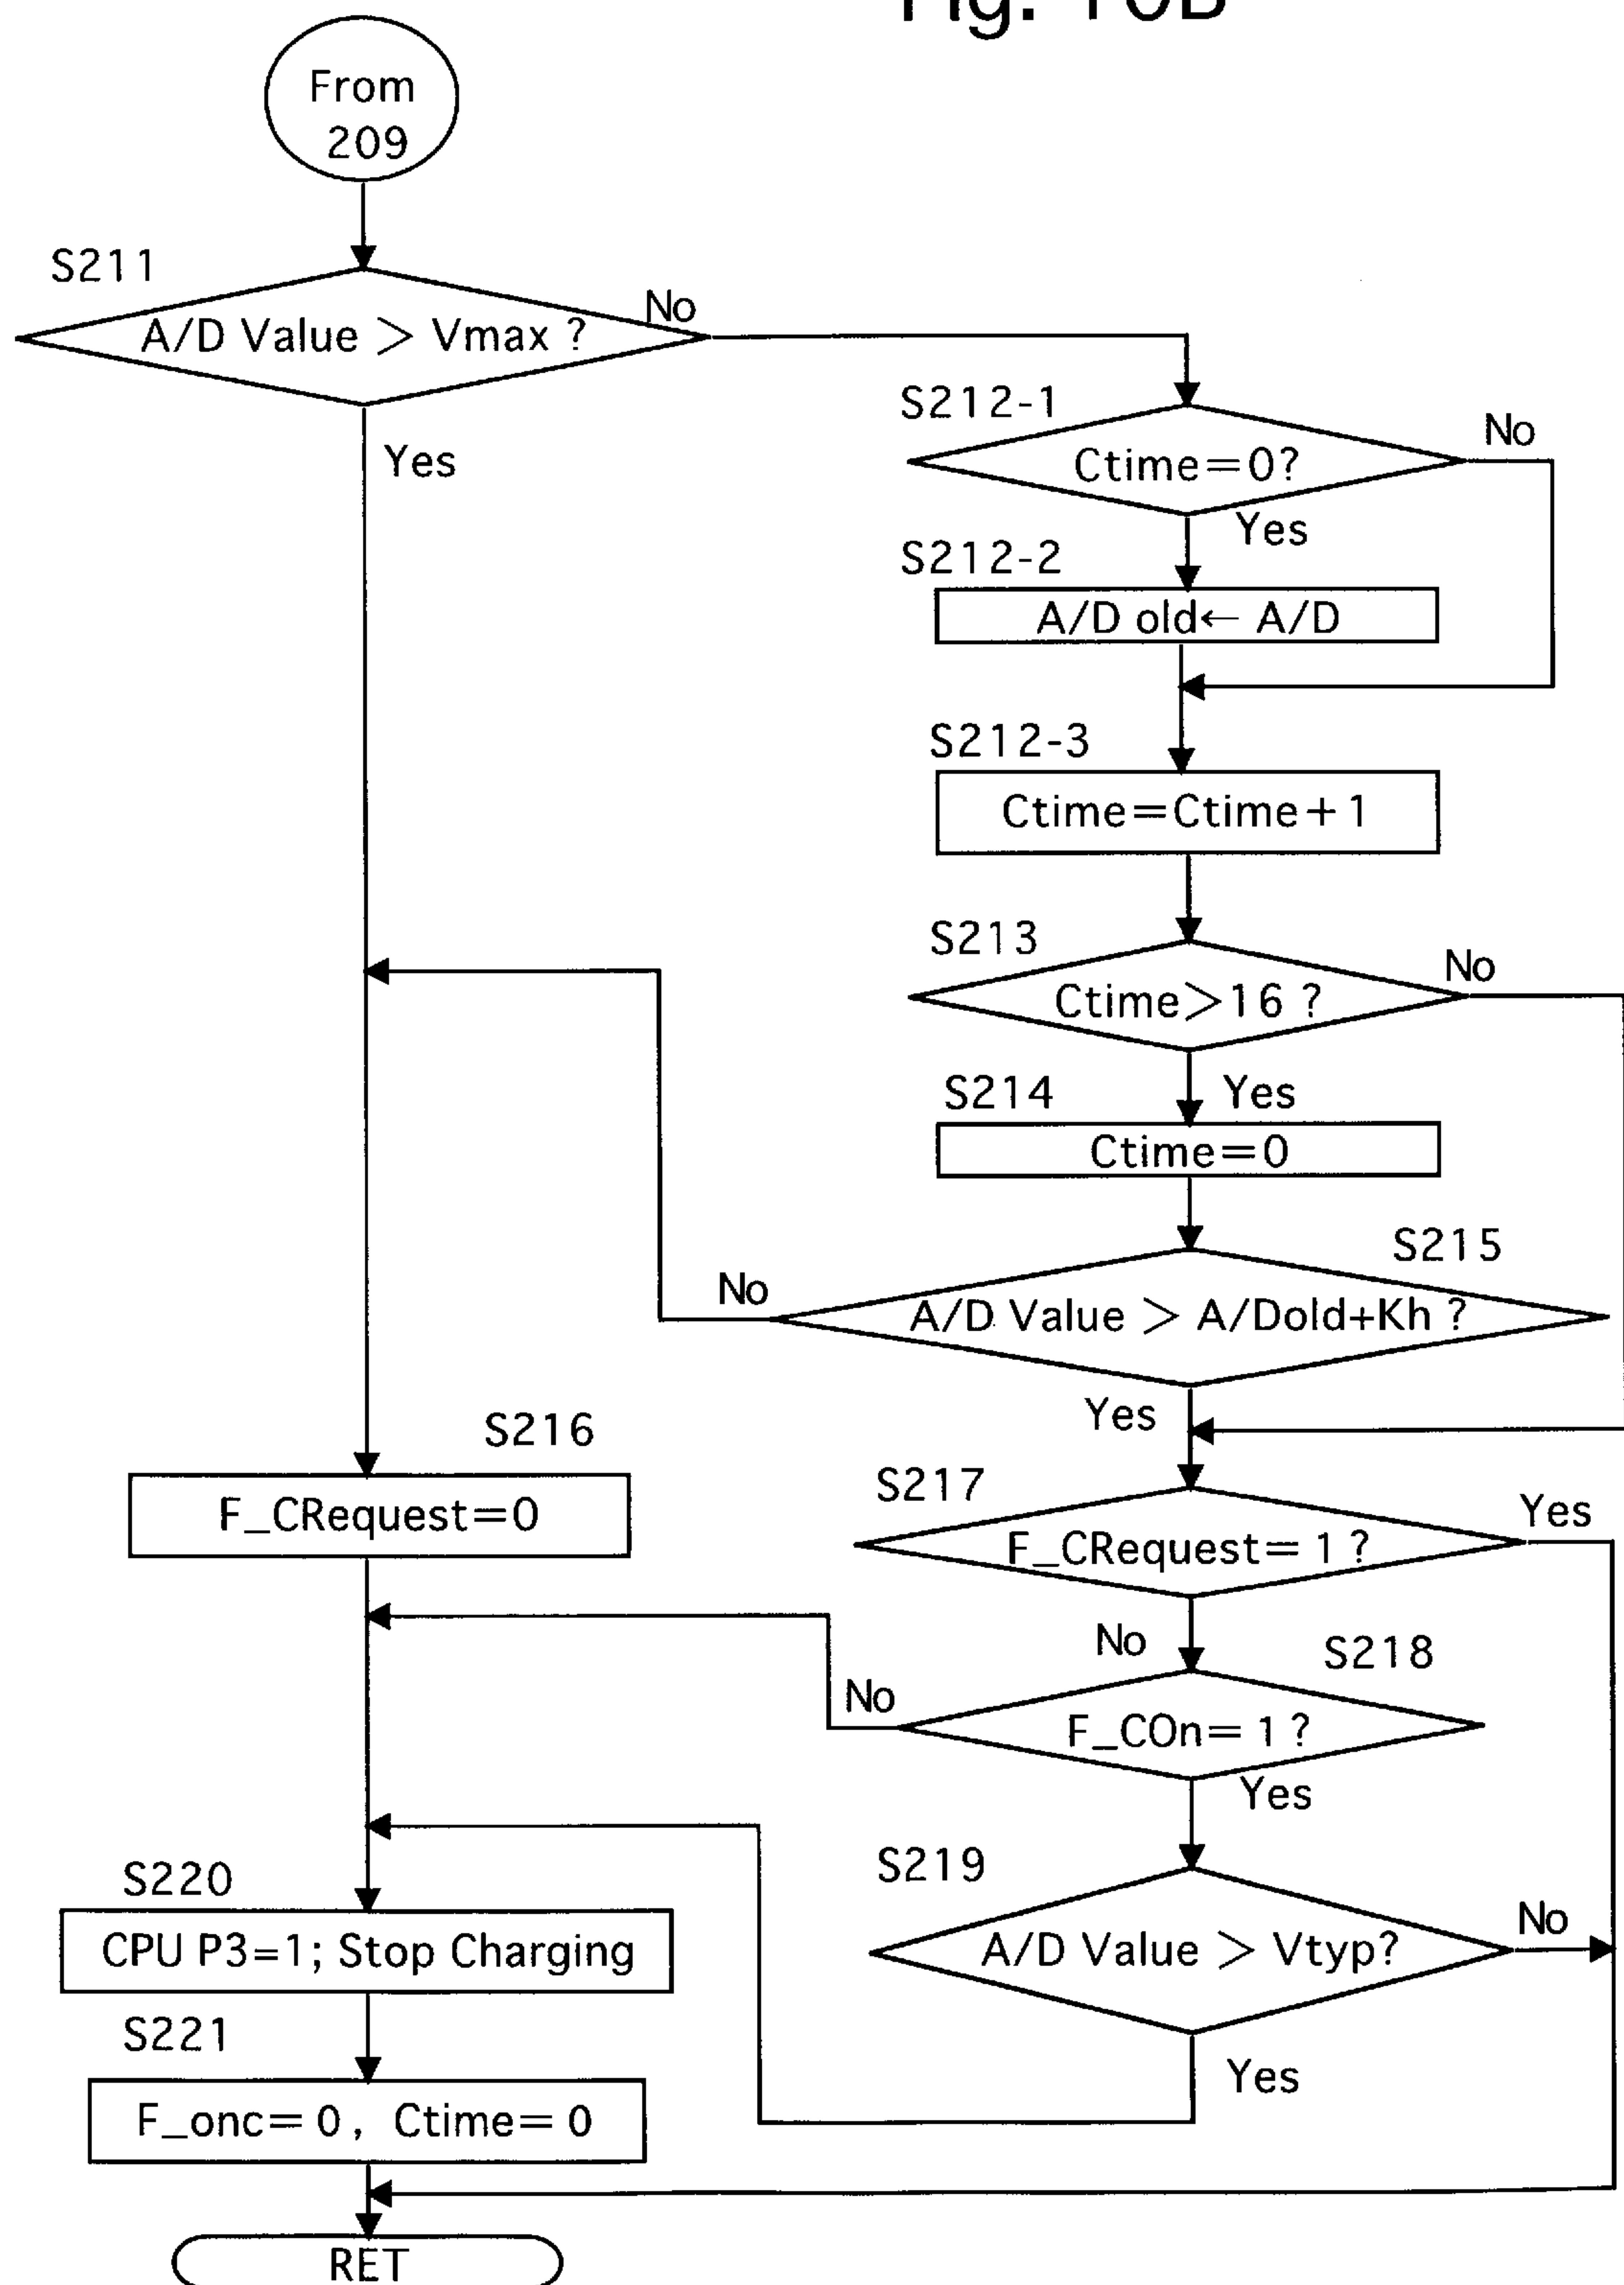 Fig. 10B
From
209
S211
A/D Value > Vmax ?
No
Yes
S212-1
Ctime=0?
No
Yes
S212-2
A/D old← A/D
S212-3
Ctime=Ctime+1
S213
Ctime>16 ?
No
Yes
S214
Ctime=0
S215
A/D Value > A/Dold+Kh ?
No
Yes
S216
F_CRequest=0
S217
F_CRequest=1 ?
Yes
No
S218
F_COn=1 ?
No
Yes
S219
A/D Value > Vtyp?
No
Yes
S220
CPU P3=1; Stop Charging
S221
F_onc=0, Ctime=0
RET